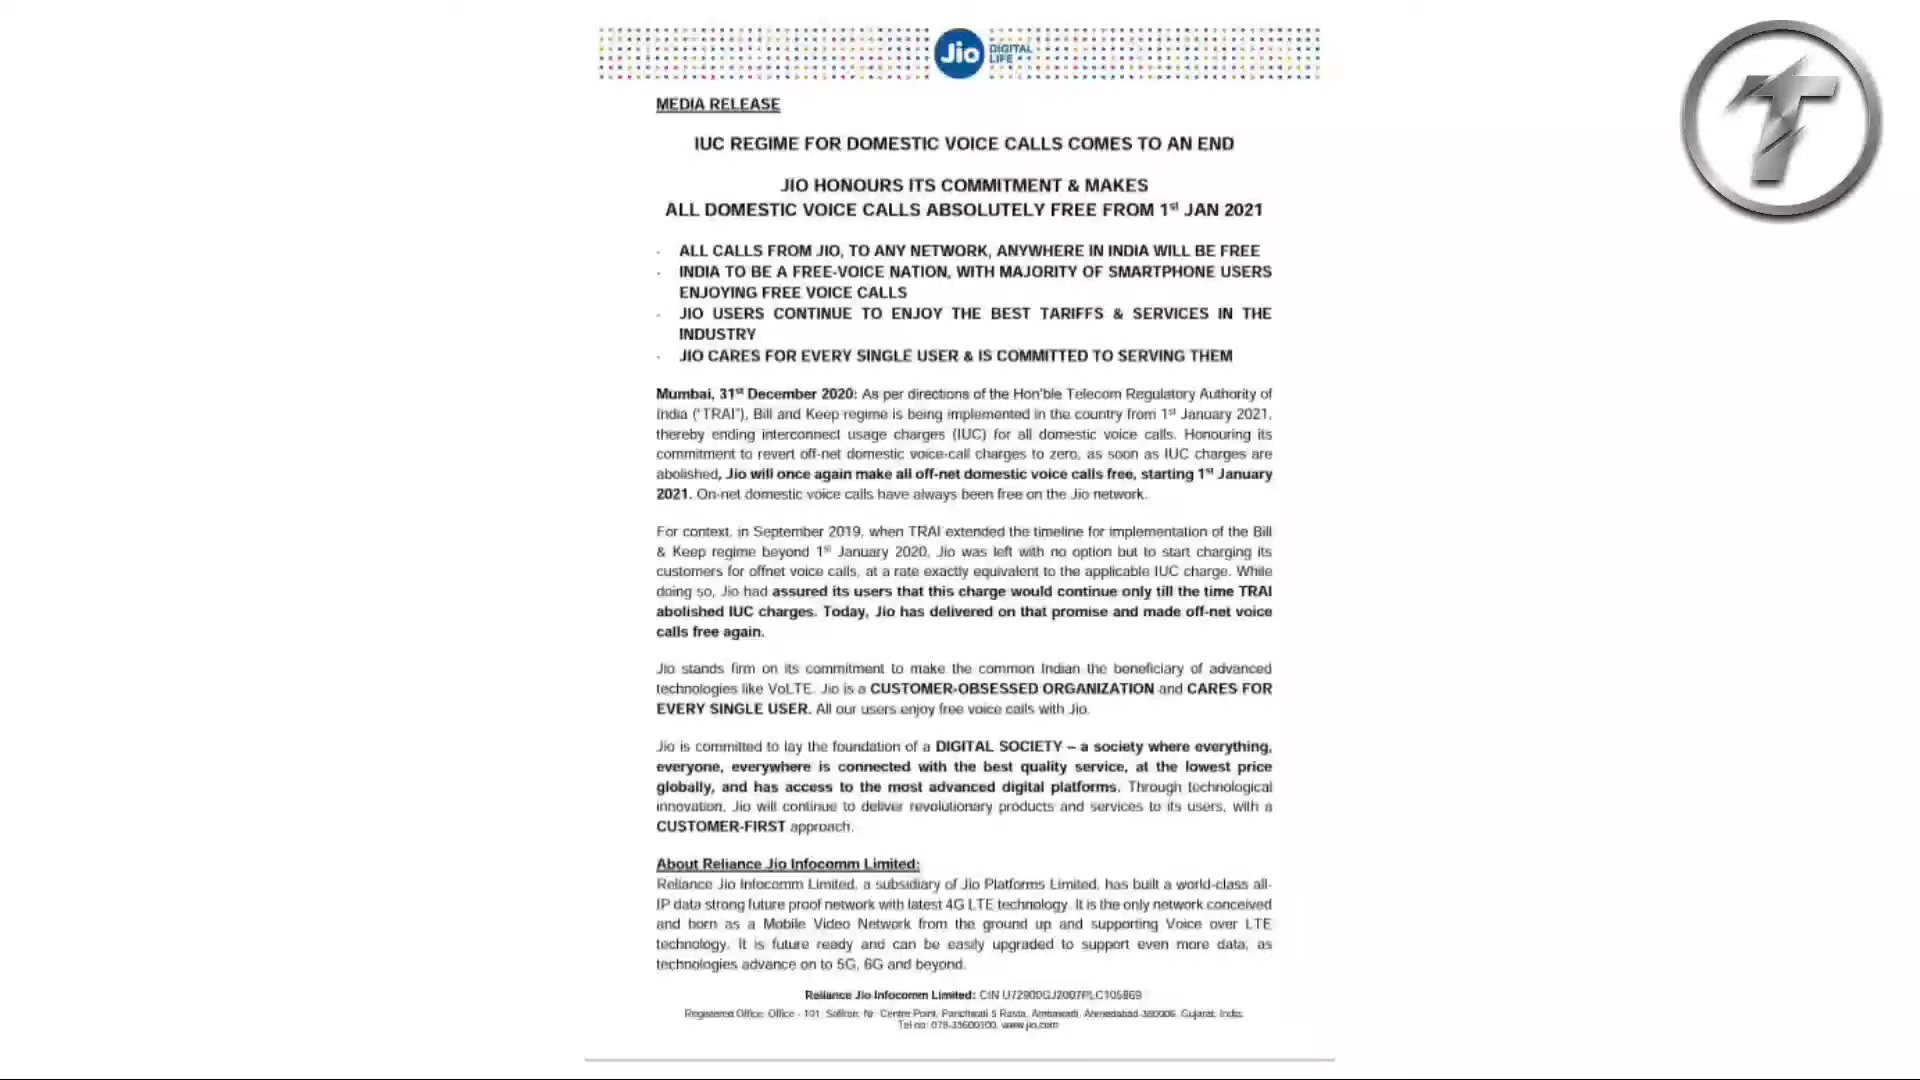 Jio DIGITAL LIFE
MEDIA RELEASE
IUC REGIME FOR DOMESTIC VOICE CALLS COMES TO AN END
JIO HONOURS ITS COMMITMENT & MAKES
ALL DOMESTIC VOICE CALLS ABSOLUTELY FREE FROM 1st JAN 2021
- ALL CALLS FROM JIO, TO ANY NETWORK, ANYWHERE IN INDIA WILL BE FREE
- INDIA TO BE A FREE-VOICE NATION, WITH MAJORITY OF SMARTPHONE USERS
ENJOYING FREE VOICE CALLS
- JIO USERS CONTINUE TO ENJOY THE BEST TARIFFS & SERVICES IN THE
INDUSTRY
- JIO CARES FOR EVERY SINGLE USER & IS COMMITTED TO SERVING THEM
Mumbai, 31st December 2020: As per directions of the Hon'ble Telecom Regulatory Authority of
India ("TRAI"), Bill and Keep regime is being implemented in the country from 1st January 2021,
thereby ending interconnect usage charges (IUC) for all domestic voice calls. Honouring its
commitment to revert off-net domestic voice-call charges to zero, as soon as IUC charges are
abolished, Jio will once again make all off-net domestic voice calls free, starting 1st January
2021. On-net domestic voice calls have always been free on the Jio network.
For context, in September 2019, when TRAI extended the timeline for implementation of the Bill
& Keep regime beyond 1st January 2020, Jio was left with no option but to start charging its
customers for offnet voice calls, at a rate exactly equivalent to the applicable IUC charge. While
doing so, Jio had assured its users that this charge would continue only till the time TRAI
abolished IUC charges. Today, Jio has delivered on that promise and made off-net voice
calls free again.
Jio stands firm on its commitment to make the common Indian the beneficiary of advanced
technologies like VoLTE. Jio is a CUSTOMER-OBSESSED ORGANIZATION and CARES FOR
EVERY SINGLE USER. All our users enjoy free voice calls with Jio.
Jio is committed to lay the foundation of a DIGITAL SOCIETY – a society where everything,
everyone, everywhere is connected with the best quality service, at the lowest price
globally, and has access to the most advanced digital platforms. Through technological
innovation, Jio will continue to deliver revolutionary products and services to its users, with a
CUSTOMER-FIRST approach.
About Reliance Jio Infocomm Limited:
Reliance Jio Infocomm Limited, a subsidiary of Jio Platforms Limited, has built a world-class all-
IP data strong future proof network with latest 4G LTE technology. It is the only network conceived
and born as a Mobile Video Network from the ground up and supporting Voice over LTE
technology. It is future ready and can be easily upgraded to support even more data, as
technologies advance on to 5G, 6G and beyond.
Reliance Jio Infocomm Limited: CIN U72900GJ2007PLC105869
Registered Office: Office - 101, Saffron, Nr. Centre Point, Panchwati 5 Rasta, Ambawadi, Ahmedabad-380006, Gujarat, India.
Tel no: 079-35600100, www.jio.com